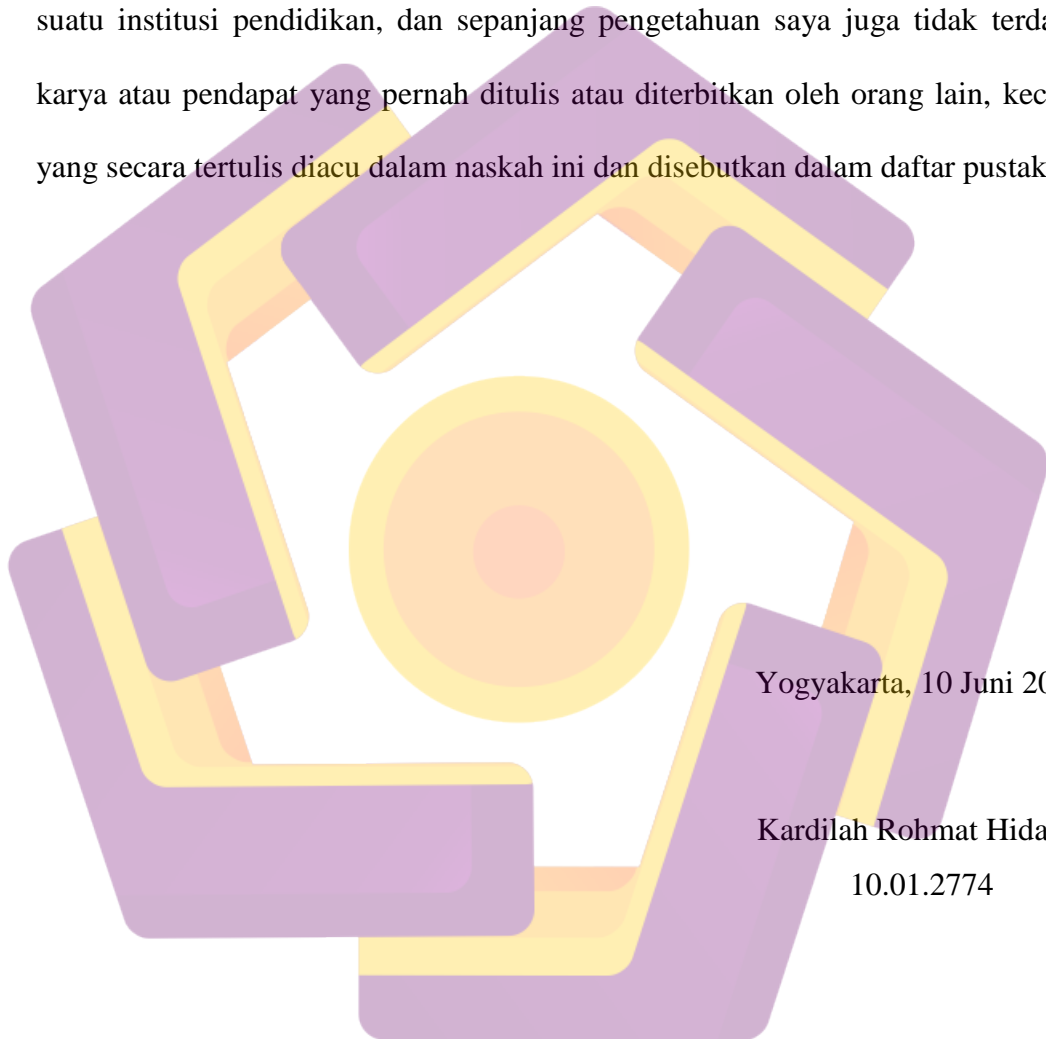 suatu institusi pendidikan, dan sepanjang pengetahuan saya juga tidak terda
karya atau pendapat yang pernah ditulis atau diterbitkan oleh orang lain, kec
yang secara tertulis diacu dalam naskah ini dan disebutkan dalam daftar pustak
Yogyakarta, 10 Juni 20
Kardilah Rohmat Hida
10.01.2774